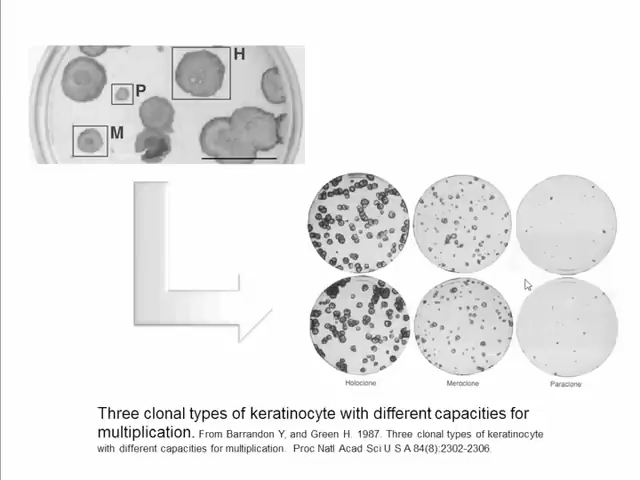 H
P
M
Holoclone Meroclone Paraclone
Three clonal types of keratinocyte with different capacities for
multiplication. From Barrandon Y, and Green H. 1987. Three clonal types of keratinocyte
with different capacities for multiplication. Proc Natl Acad Sci U S A 84(8):2302-2306.